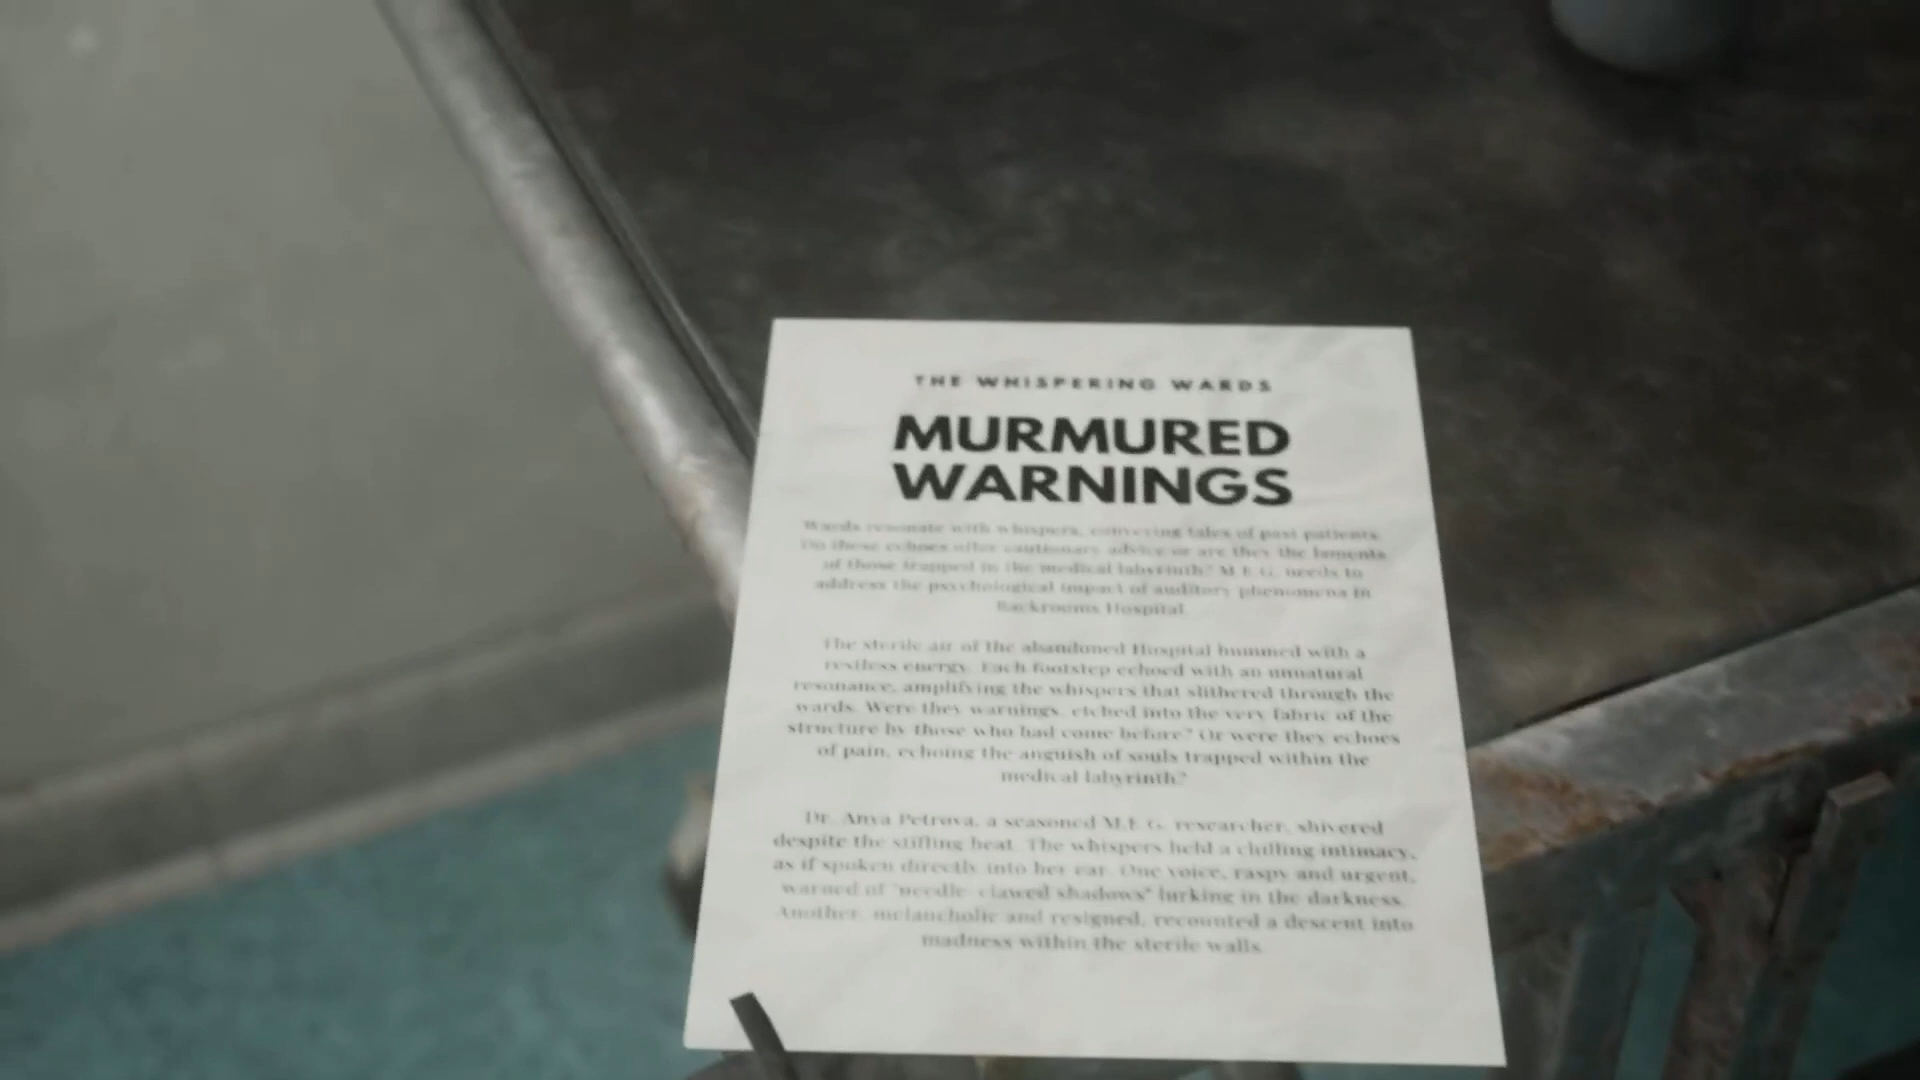 THE WHISPERING WARDS
MURMURED
WARNINGS
Wards resonate with whispers, conveying tales of past patients.
Do these echoes offer cautionary advice or are they the laments
of those trapped in the medical labyrinth? M.E.G. needs to
address the psychological impact of auditory phenomena in
Backrooms Hospital.
The sterile air of the abandoned Hospital hummed with a
restless energy. Each footstep echoed with an unnatural
resonance, amplifying the whispers that slithered through the
wards. Were they warnings, etched into the very fabric of the
structure by those who had come before? Or were they echoes
of pain, echoing the anguish of souls trapped within the
medical labyrinth?
Dr. Anya Petrova, a seasoned M.E.G. researcher, shivered
despite the stifling heat. The whispers held a chilling intimacy,
as if spoken directly into her ear. One voice, raspy and urgent,
warned of "needle-clawed shadows" lurking in the darkness.
Another, melancholic and resigned, recounted a descent into
madness within the sterile walls.